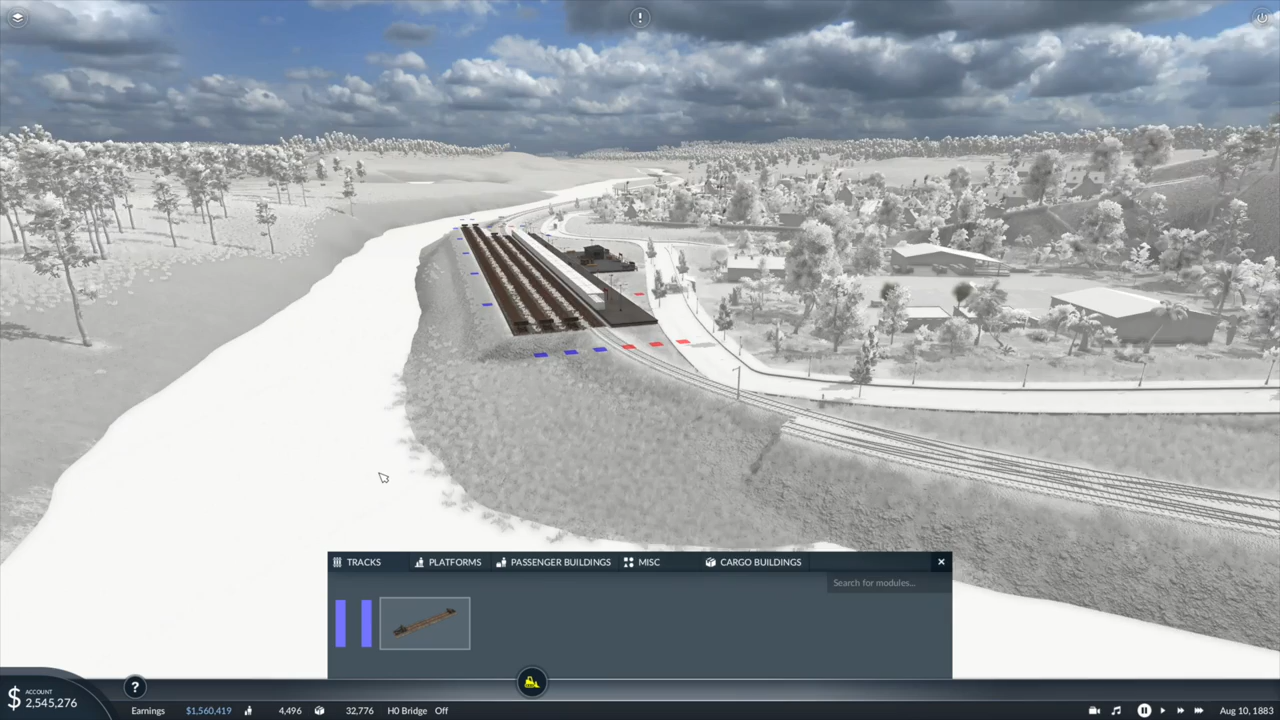 TRACKS
PLATFORMS
PASSENGER BUILDINGS
MISC
CARGO BUILDINGS
Search for modules...
?
$ ACCOUNT
2,545,276
Earnings $1,560,419 4,496 32,776 H0 Bridge Off
Aug 10, 1883